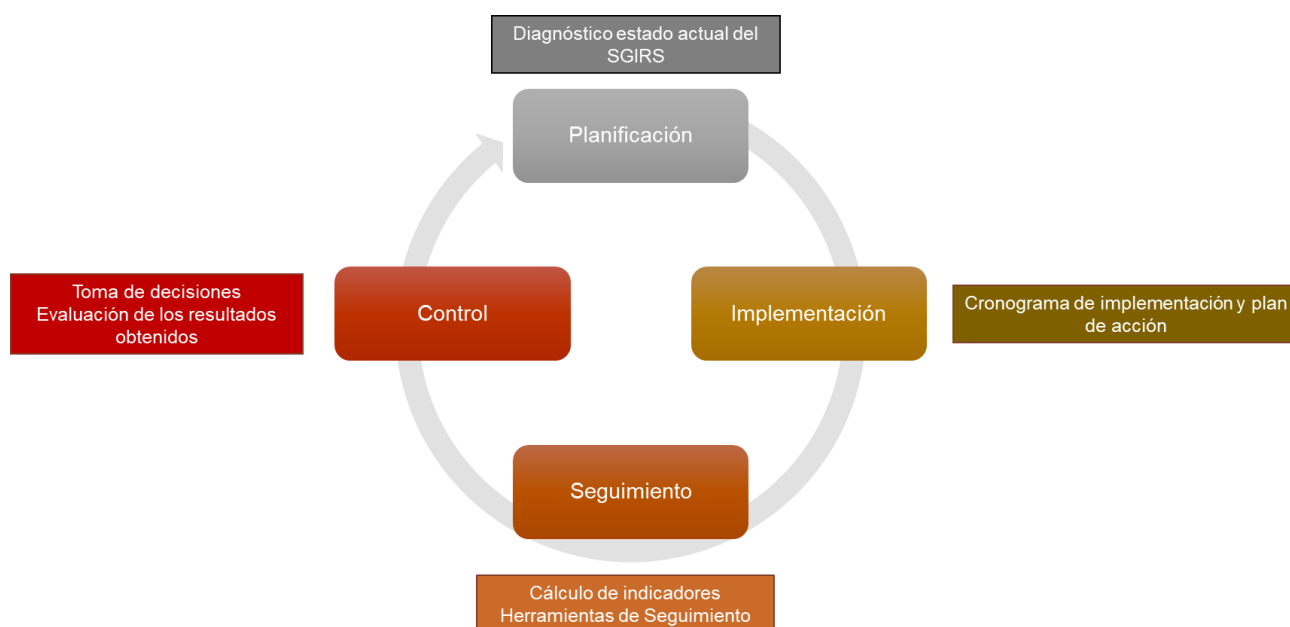 Diagnóstico estado actual del
SGIRS
Planificación
Toma de decisiones
Evaluación de los resultados
obtenidos
Control
Implementación
Cronograma de implementación y plan
de acción
Seguimiento
Cálculo de indicadores
Herramientas de Seguimiento